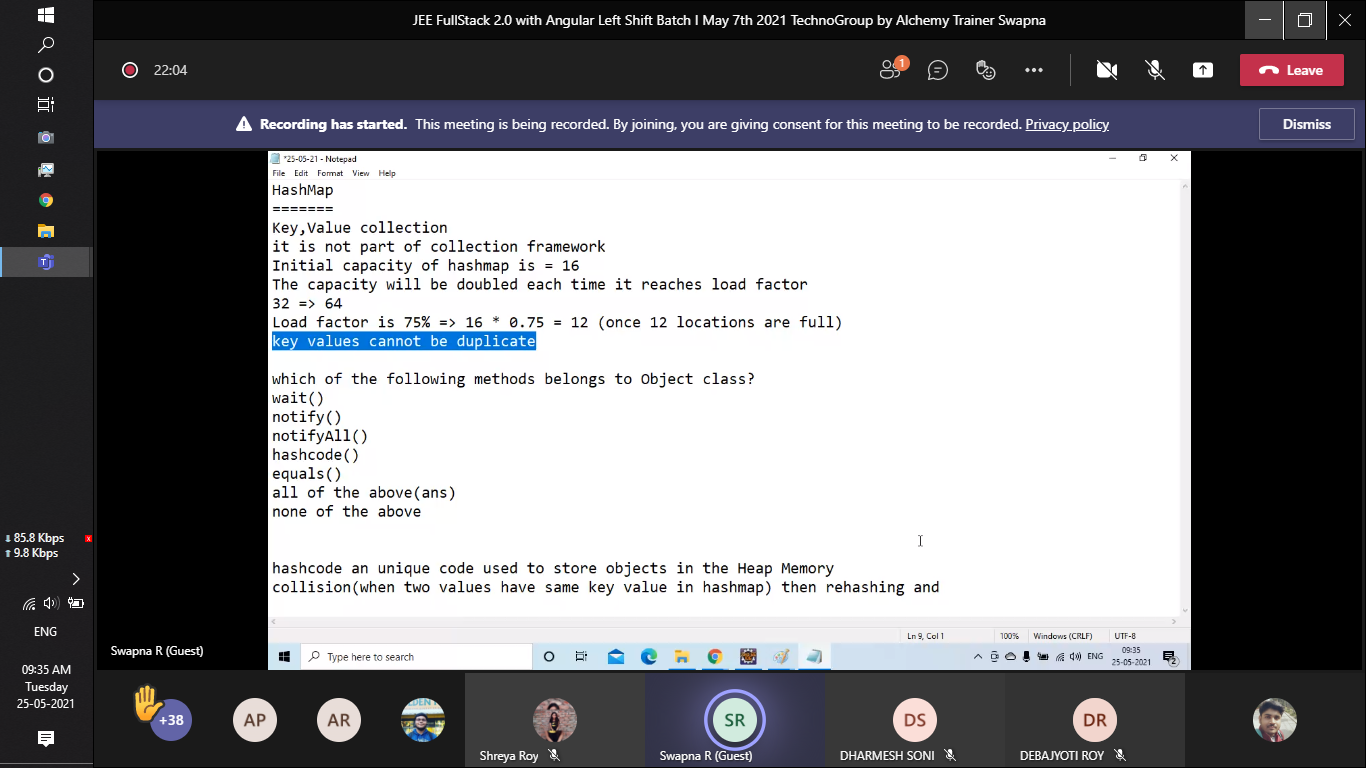 JEE FullStack 2.0 with Angular Left Shift Batch I May 7th 2021 TechnoGroup by Alchemy Trainer Swapna
22:04
1
Leave
Recording has started. This meeting is being recorded. By joining, you are giving consent for this meeting to be recorded. Privacy policy
Dismiss
*25-05-21 - Notepad
File Edit Format View Help
HashMap
=======
Key,Value collection
it is not part of collection framework
Initial capacity of hashmap is = 16
The capacity will be doubled each time it reaches load factor
32 => 64
Load factor is 75% => 16 * 0.75 = 12 (once 12 locations are full)
key values cannot be duplicate
which of the following methods belongs to Object class?
wait()
notify()
notifyAll()
hashcode()
equals()
all of the above(ans)
none of the above
hashcode an unique code used to store objects in the Heap Memory
collision(when two values have same key value in hashmap) then rehashing and
Ln 9, Col 1 100% Windows (CRLF) UTF-8
Type here to search
ENG
09:35
25-05-2021
2
Swapna R (Guest)
85.8 Kbps
9.8 Kbps
ENG
09:35 AM
Tuesday
25-05-2021
+38
AP
AR
Shreya Roy
SR
Swapna R (Guest)
DS
DHARMESH SONI
DR
DEBAJYOTI ROY